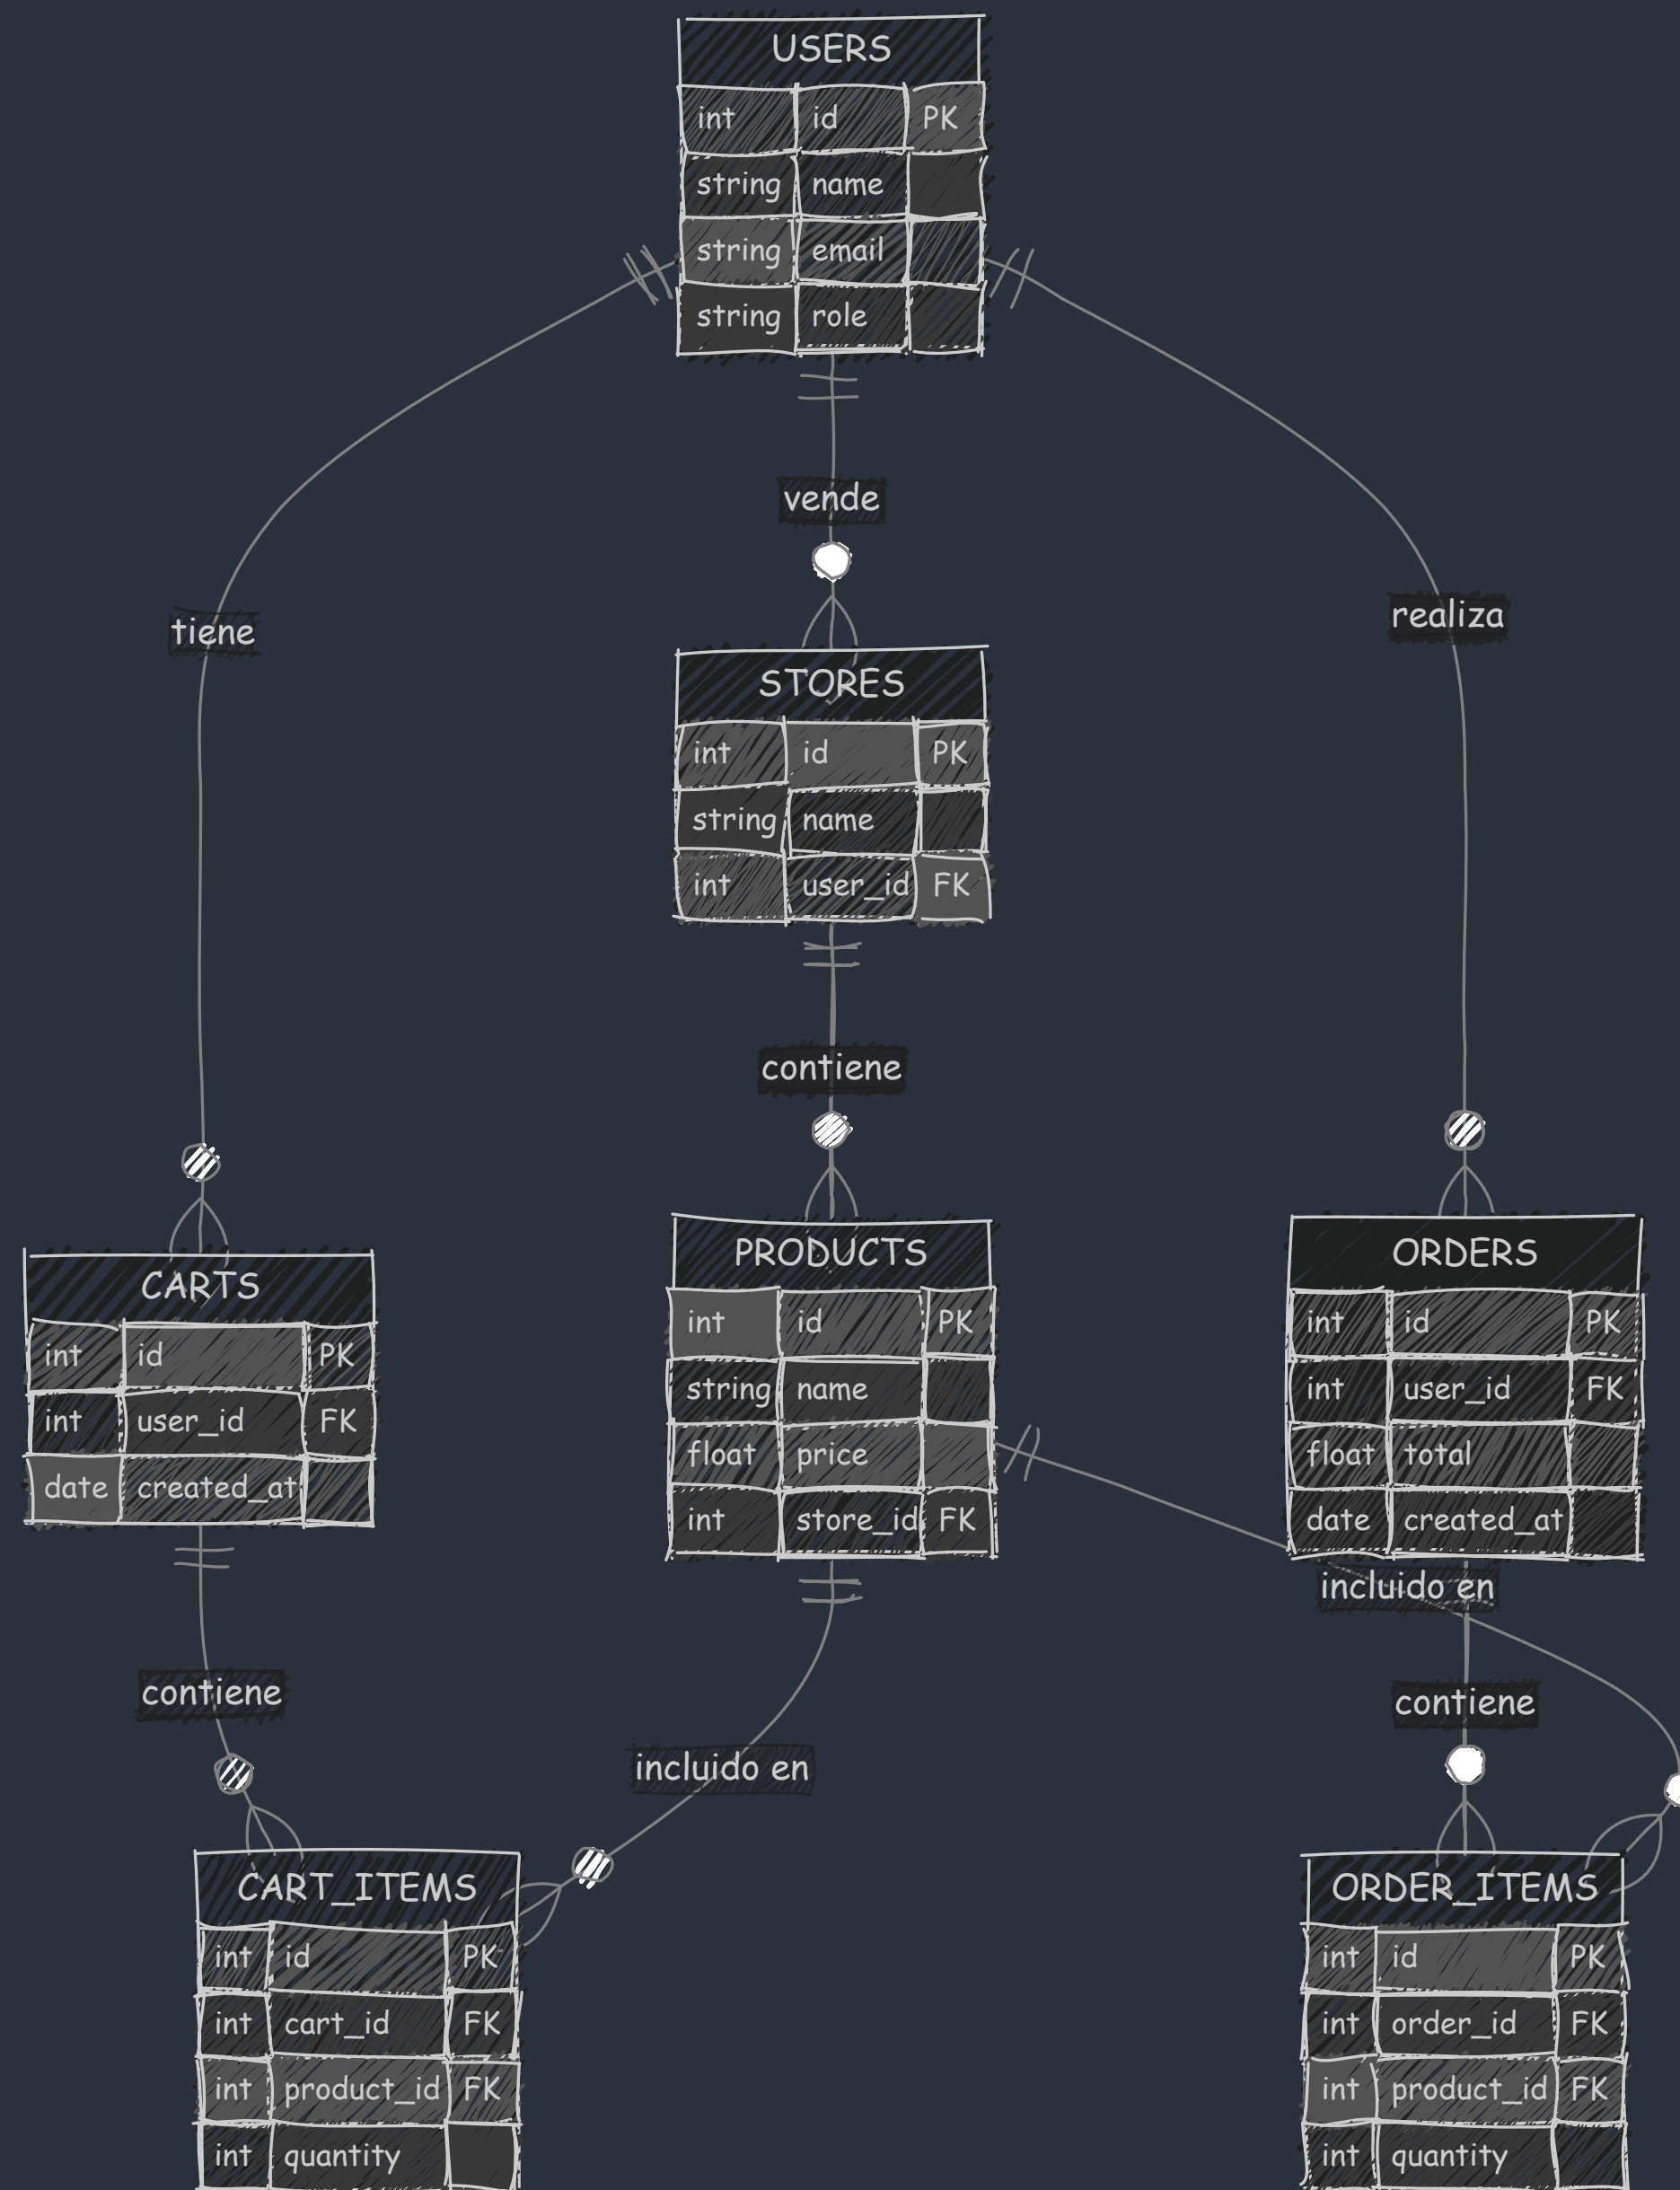 USERS
int id PK
string name
string email
string role
vende
tiene
realiza
STORES
int id PK
string name
int user_id FK
contiene
CARTS
int id PK
int user_id FK
date created_at
PRODUCTS
int id PK
string name
float price
int store_id FK
ORDERS
int id PK
int user_id FK
float total
date created_at
incluido en
contiene
contiene
incluido en
CART_ITEMS
int id PK
int cart_id FK
int product_id FK
int quantity
ORDER_ITEMS
int id PK
int order_id FK
int product_id FK
int quantity